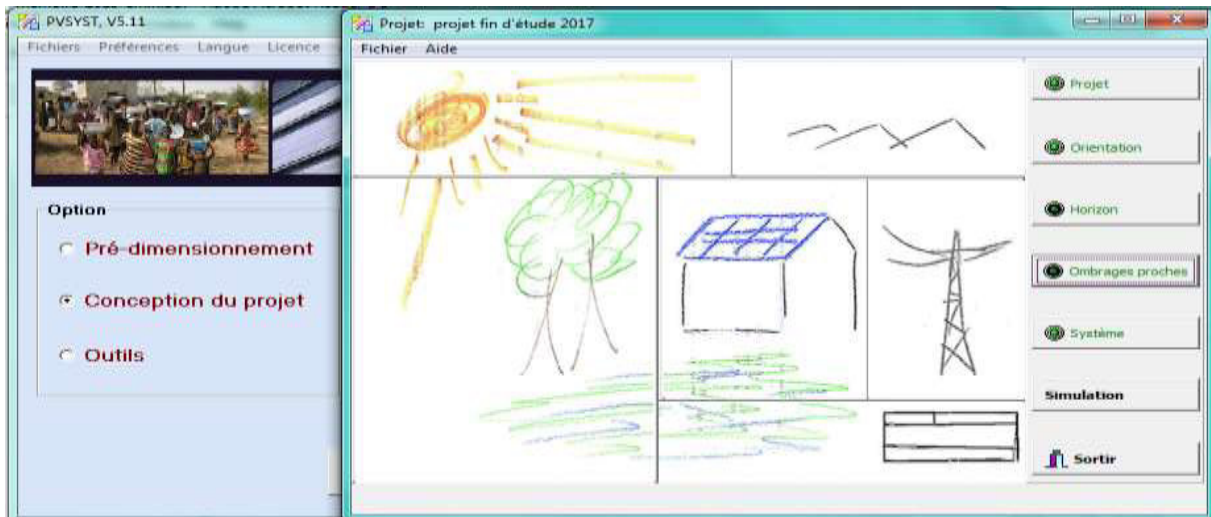 PVSYST, V5.11
Fichiers Préférences Langue Licence
Option
Pré-dimensionnement
Conception du projet
Outils
Projet: projet fin d'étude 2017
Fichier Aide
Projet
Orientation
Horizon
Ombrages proches
Système
Simulation
Sortir